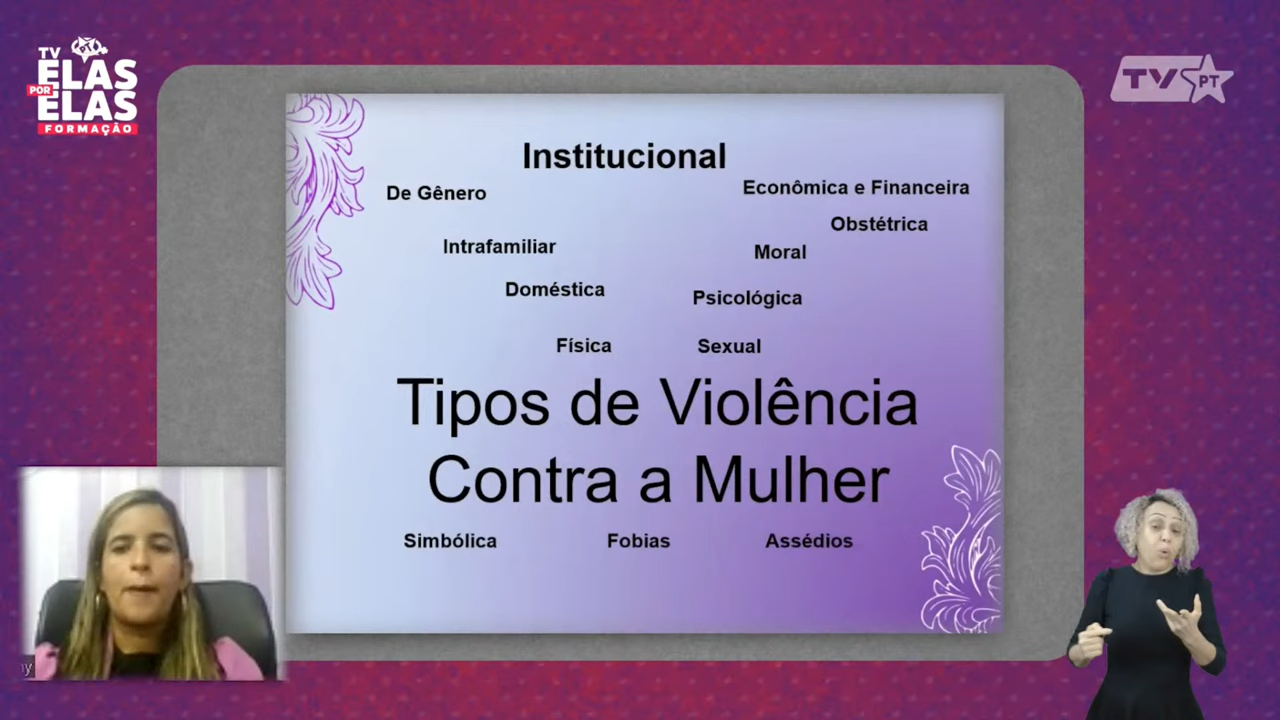 TV
ELAS
POR
ELAS
FORMAÇÃO
TV PT
Institucional
De Gênero
Econômica e Financeira
Obstétrica
Intrafamiliar
Moral
Doméstica
Psicológica
Física
Sexual
Tipos de Violência
Contra a Mulher
Simbólica
Fobias
Assédios